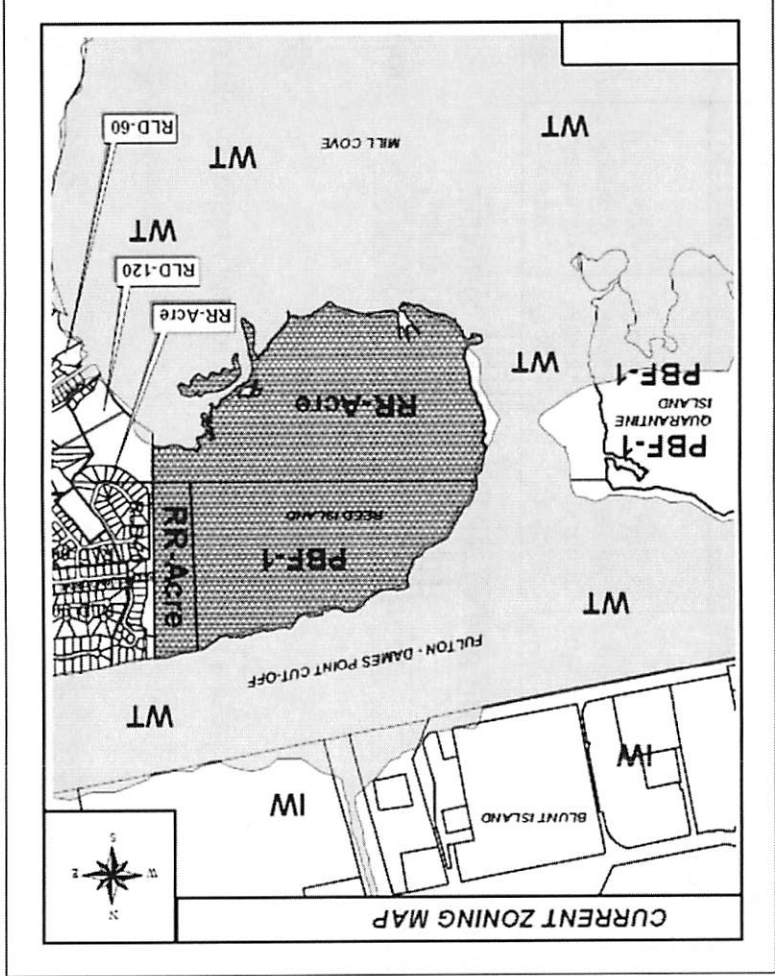 CURRENT ZONING MAP
N
W
E
S
BLUNT ISLAND
IW
IW
WT
FULTON - DAMES POINT CUT-OFF
WT
PBF-1
REED ISLAND
RR-Acre
PBF-1
QUARANTINE
ISLAND
PBF-1
RR-Acre
WT
RR-Acre
RLD-120
WT
WT
MILL COVE
WT
RLD-60